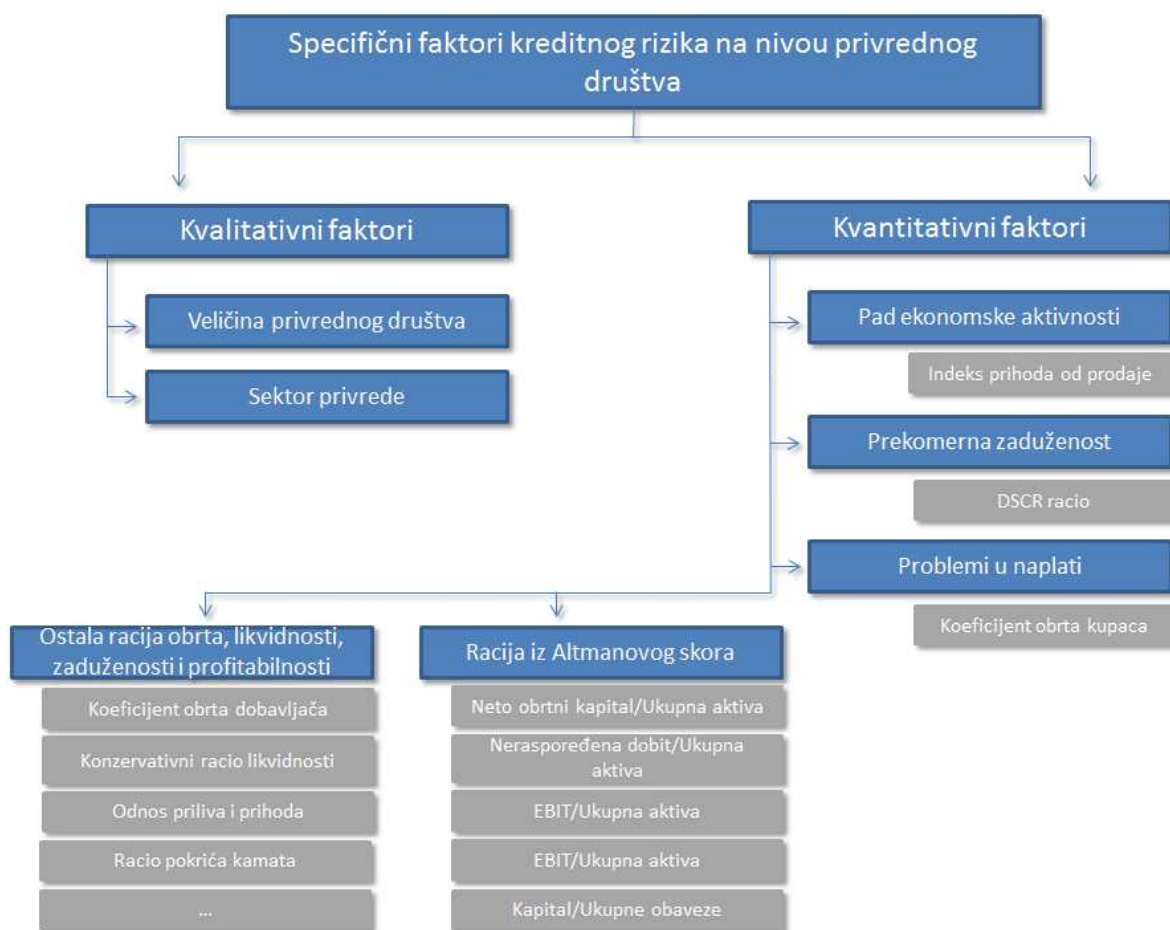 Specifični faktori kreditnog rizika na nivou privrednog
društva
Kvalitativni faktori
Veličina privrednog društva
Sektor privrede
Kvantitativni faktori
Pad ekonomske aktivnosti
Indeks prihoda od prodaje
Prekomerna zaduženost
DSCR racio
Problemi u naplati
Koeficijent obrta kupaca
Ostala racija obrta, likvidnosti,
zaduženosti i profitabilnosti
Koeficijent obrta dobavljača
Konzervativni racio likvidnosti
Odnos priliva i prihoda
Racio pokrića kamata
...
Racija iz Altmanovog skora
Neto obrtni kapital/Ukupna aktiva
Neraspoređena dobit/Ukupna
aktiva
EBIT/Ukupna aktiva
EBIT/Ukupna aktiva
Kapital/Ukupne obaveze